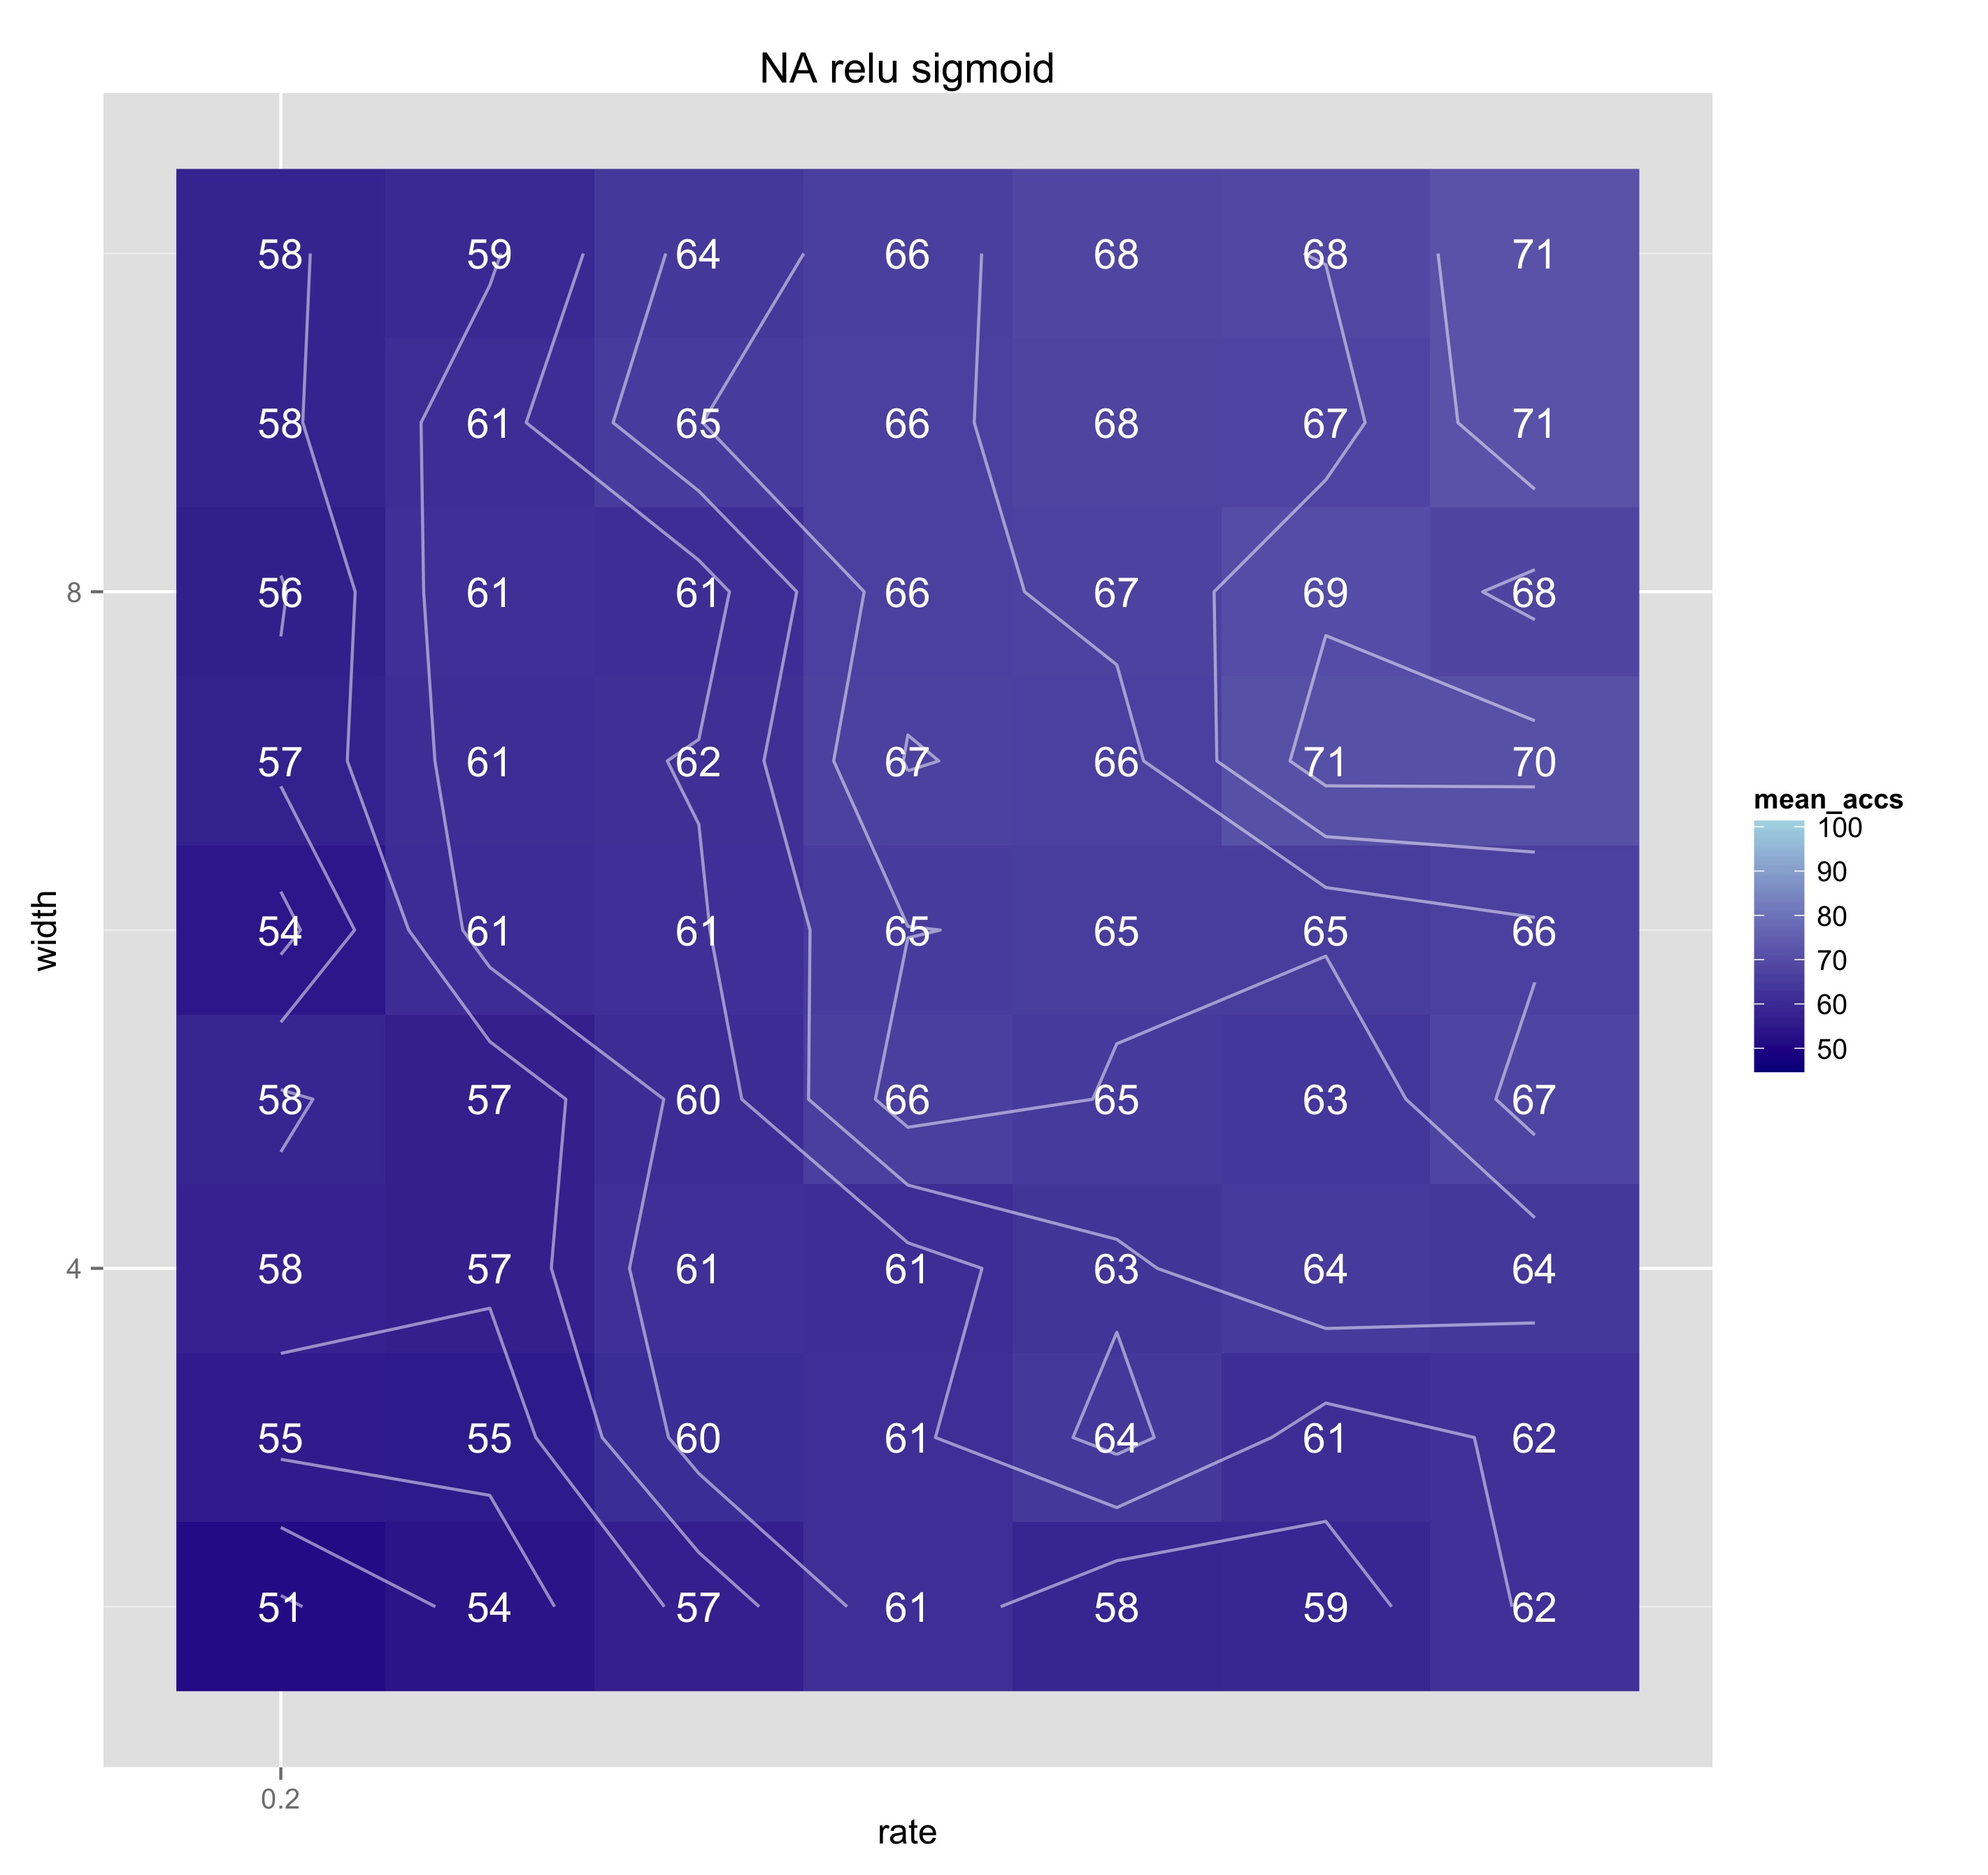 NA relu sigmoid
58 59 64 66 68 68 71
58 61 65 66 68 67 71
8 56 61 61 66 67 69 68
57 61 62 67 66 71 70
54 61 61 65 65 65 66
58 57 60 66 65 63 67
4 58 57 61 61 63 64 64
55 55 60 61 64 61 62
51 54 57 61 58 59 62
0.2
rate
width
mean_accs
100
90
80
70
60
50